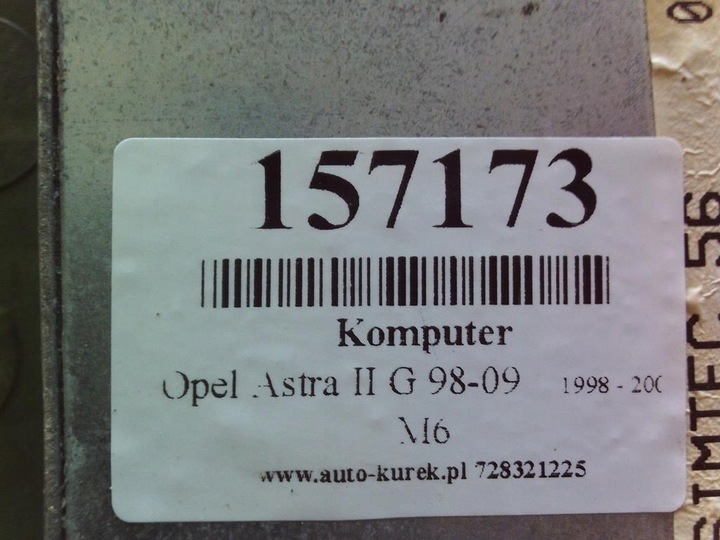 157173
Komputer
Opel Astra II G 98-09 1998 - 200
M6
www.auto-kurek.pl 728321225
SIMTEC 56